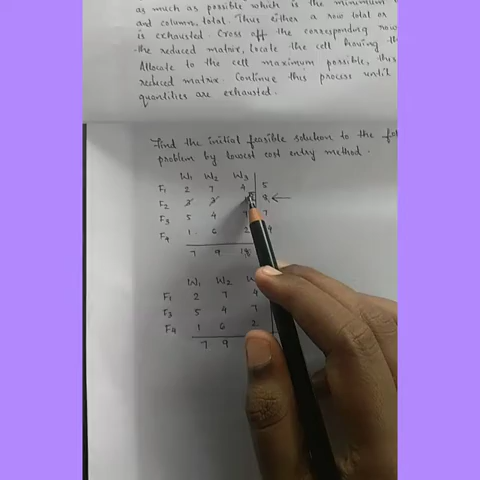 as much as possible which is the minimum
and column, total. Thus either a row total or
is exhausted. Cross off the corresponding row
the reduced matrix, locate the cell having th
Allocate to the cell maximum possible, thus
reduced matrix. Continue this process until
quantities are exhausted.
Find the initial feasible solution to the fol
problem by lowest cost entry method.
W1 W2 W3
F1 2 7 4 5
F2 3 3 8
F3 5 4 7
F4 1 6 2
7 9 18
W1 W2
F1 2 7 4
F3 5 4 7
F4 1 6 2
7 9